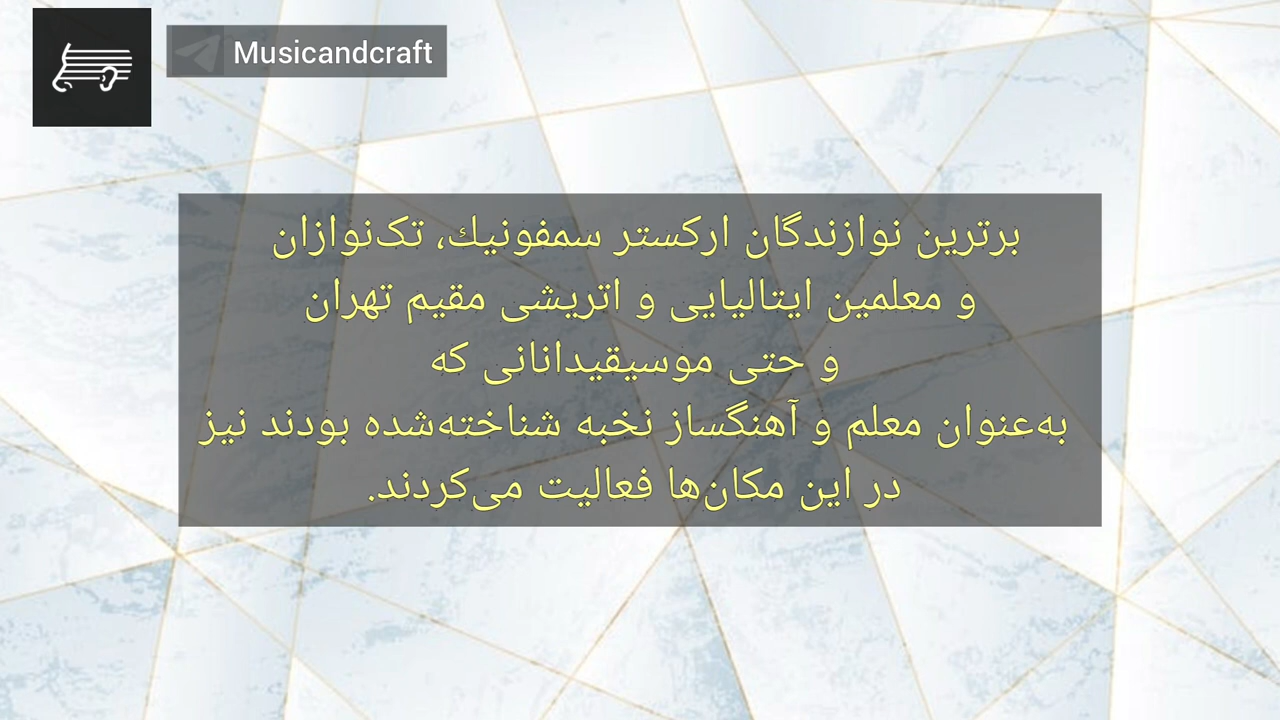 Musicandcraft
برترین نوازندگان ارکستر سمفونيك، تک‌نوازان
و معلمین ایتالیایی و اتریشی مقیم تهران
و حتی موسیقیدانانی که
به‌عنوان معلم و آهنگساز نخبه شناخته‌شده بودند نیز
در این مکان‌ها فعالیت می‌کردند.